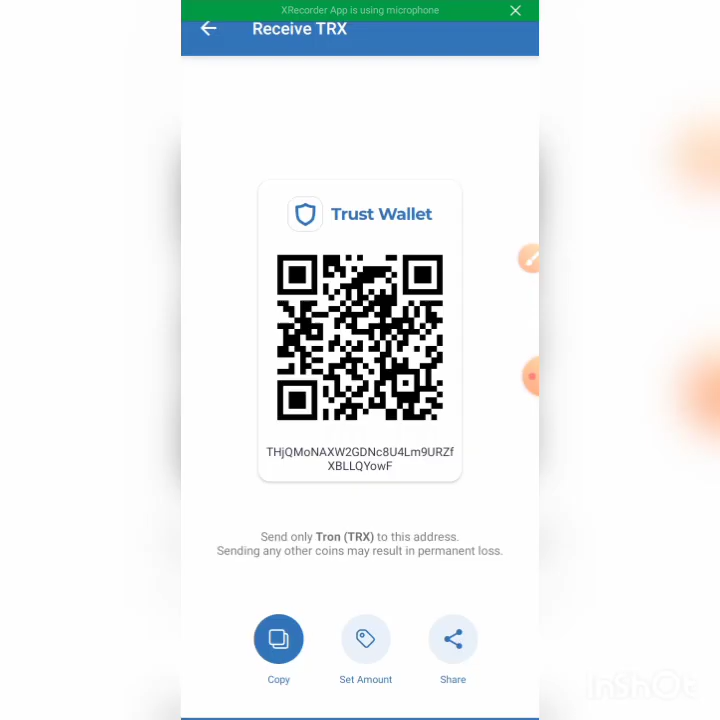 XRecorder App is using microphone
Receive TRX
Trust Wallet
THjQMoNAXW2GDNc8U4Lm9URZf
XBLLQYowF
Send only Tron (TRX) to this address.
Sending any other coins may result in permanent loss.
Copy
Set Amount
Share
InShOt